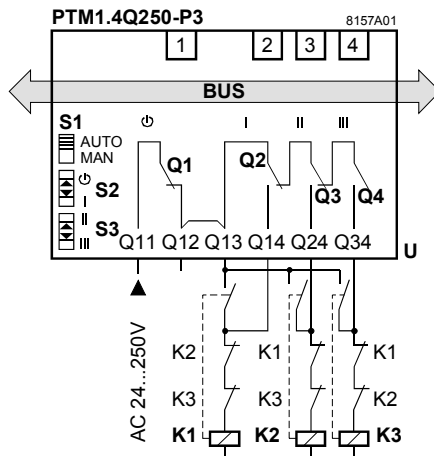 PTM1.4Q250-P3 8157A01
1 2 3 4
BUS
S1 I II III
AUTO
MAN
Q1 Q2
S2 I Q3 Q4
II
S3 III
Q11 Q12 Q13 Q14 Q24 Q34
U
AC 24...250V
K2 K1 K1
K3 K3 K2
K1 K2 K3